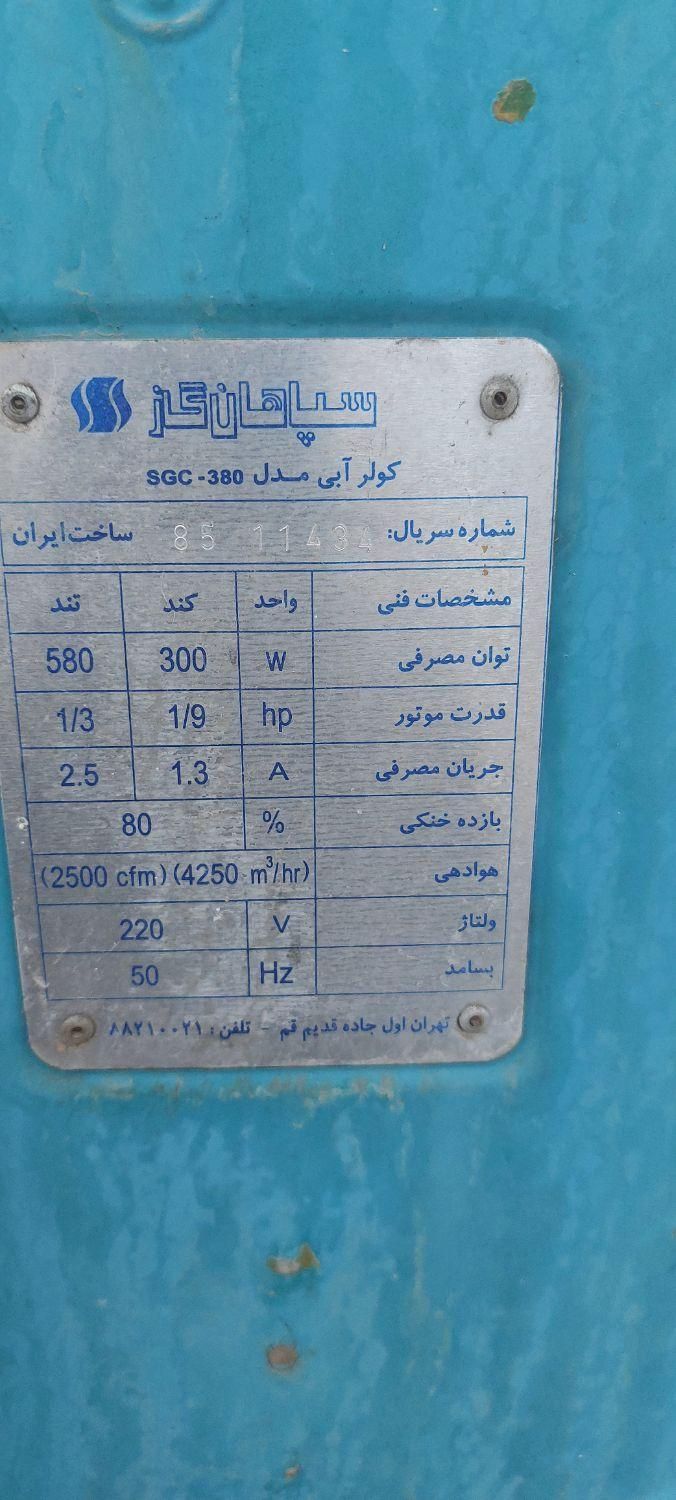 سپاهان گاز
کولر آبی مدل SGC-380
شماره سریال: 85 11434 ساخت ایران
مشخصات فنی واحد کند تند
توان مصرفی W 300 580
قدرت موتور hp 1/9 1/3
جریان مصرفی A 1.3 2.5
بازده خنکی % 80
هوادهی (2500 cfm) (4250 m³/hr)
ولتاژ V 220
بسامد Hz 50
تهران اول جاده قدیم قم - تلفن: ۸۸۲۱۰۰۲۱